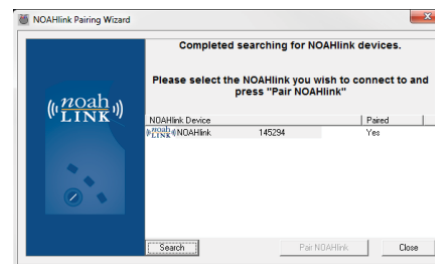 NOAHlink Pairing Wizard
Completed searching for NOAHlink devices.
Please select the NOAHlink you wish to connect to and
press "Pair NOAHlink"
noah
LINK
NOAHlink Device Paired
noah LINK NOAHlink 145294 Yes
Search Pair NOAHlink Close